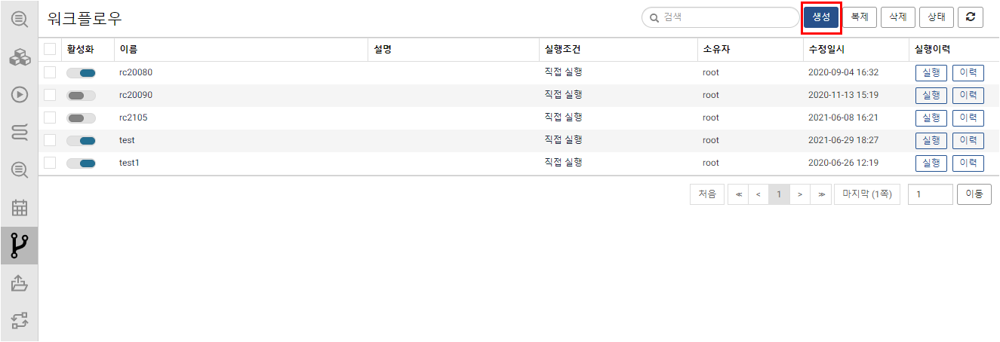 워크플로우 검색 생성 복제 삭제 상태
활성화 이름 설명 실행조건 소유자 수정일시 실행이력
rc20080 직접 실행 root 2020-09-04 16:32 실행 이력
rc20090 직접 실행 root 2020-11-13 15:19 실행 이력
rc2105 직접 실행 root 2021-06-08 16:21 실행 이력
test 직접 실행 root 2021-06-29 18:27 실행 이력
test1 직접 실행 root 2020-06-26 12:19 실행 이력
처음 << < 1 > >> 마지막 (1쪽) 1 이동